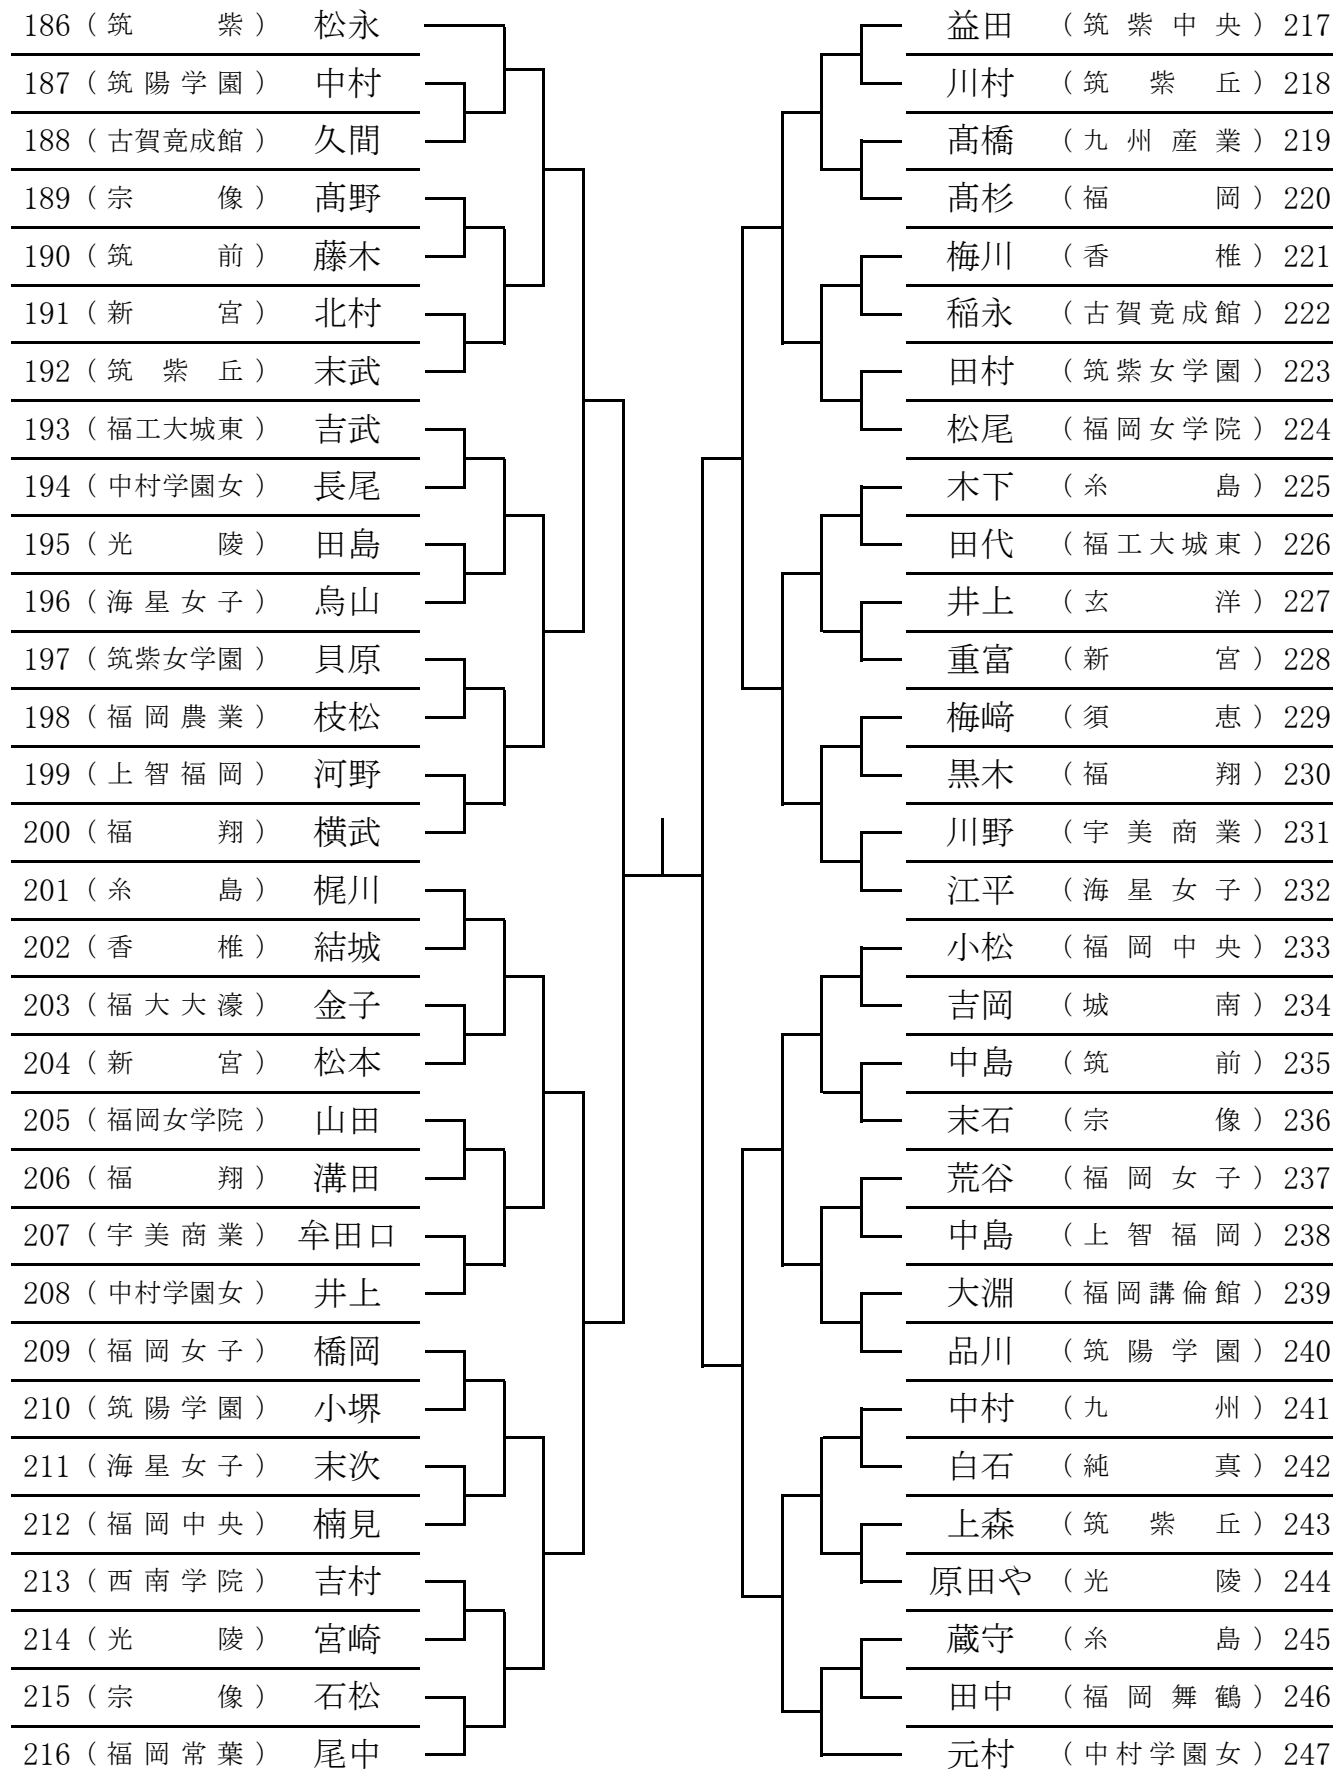 186 ( 筑 紫 ) 松永
187 ( 筑 陽 学 園 ) 中村
188 ( 古賀竟成館 ) 久間
189 ( 宗 像 ) 髙野
190 ( 筑 前 ) 藤木
191 ( 新 宮 ) 北村
192 ( 筑 紫 丘 ) 末武
193 ( 福工大城東 ) 吉武
194 ( 中村学園女 ) 長尾
195 ( 光 陵 ) 田島
196 ( 海 星 女 子 ) 烏山
197 ( 筑紫女学園 ) 貝原
198 ( 福 岡 農 業 ) 枝松
199 ( 上 智 福 岡 ) 河野
200 ( 福 翔 ) 横武
201 ( 糸 島 ) 梶川
202 ( 香 椎 ) 結城
203 ( 福 大 大 濠 ) 金子
204 ( 新 宮 ) 松本
205 ( 福岡女学院 ) 山田
206 ( 福 翔 ) 溝田
207 ( 宇 美 商 業 ) 牟田口
208 ( 中村学園女 ) 井上
209 ( 福 岡 女 子 ) 橋岡
210 ( 筑 陽 学 園 ) 小堺
211 ( 海 星 女 子 ) 末次
212 ( 福 岡 中 央 ) 楠見
213 ( 西 南 学 院 ) 吉村
214 ( 光 陵 ) 宮崎
215 ( 宗 像 ) 石松
216 ( 福 岡 常 葉 ) 尾中
益田 ( 筑 紫 中 央 ) 217
川村 ( 筑 紫 丘 ) 218
髙橋 ( 九 州 産 業 ) 219
髙杉 ( 福 岡 ) 220
梅川 ( 香 椎 ) 221
稲永 ( 古賀竟成館 ) 222
田村 ( 筑紫女学園 ) 223
松尾 ( 福岡女学院 ) 224
木下 ( 糸 島 ) 225
田代 ( 福工大城東 ) 226
井上 ( 玄 洋 ) 227
重富 ( 新 宮 ) 228
梅﨑 ( 須 恵 ) 229
黒木 ( 福 翔 ) 230
川野 ( 宇 美 商 業 ) 231
江平 ( 海 星 女 子 ) 232
小松 ( 福 岡 中 央 ) 233
吉岡 ( 城 南 ) 234
中島 ( 筑 前 ) 235
末石 ( 宗 像 ) 236
荒谷 ( 福 岡 女 子 ) 237
中島 ( 上 智 福 岡 ) 238
大淵 ( 福岡講倫館 ) 239
品川 ( 筑 陽 学 園 ) 240
中村 ( 九 州 ) 241
白石 ( 純 真 ) 242
上森 ( 筑 紫 丘 ) 243
原田や ( 光 陵 ) 244
蔵守 ( 糸 島 ) 245
田中 ( 福 岡 舞 鶴 ) 246
元村 ( 中村学園女 ) 247